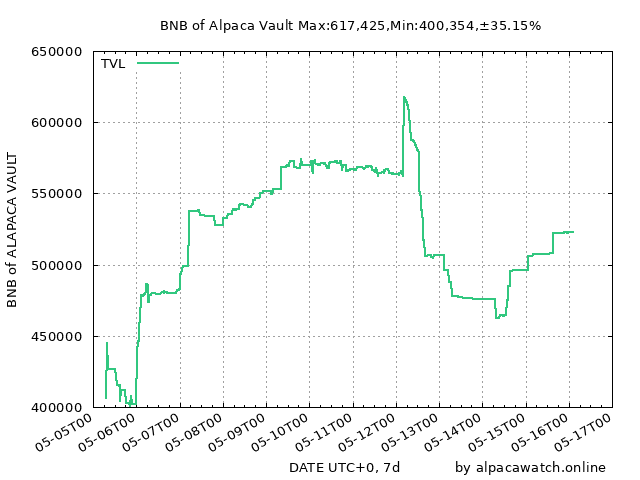 BNB of Alpaca Vault Max:617,425,Min:400,354,±35.15%
TVL
650000
600000
550000
500000
450000
400000
BNB of ALAPACA VAULT
05-05T00
05-06T00
05-07T00
05-08T00
05-09T00
05-10T00
05-11T00
05-12T00
05-13T00
05-14T00
05-15T00
05-16T00
05-17T00
DATE UTC+0, 7d
by alpacawatch.online